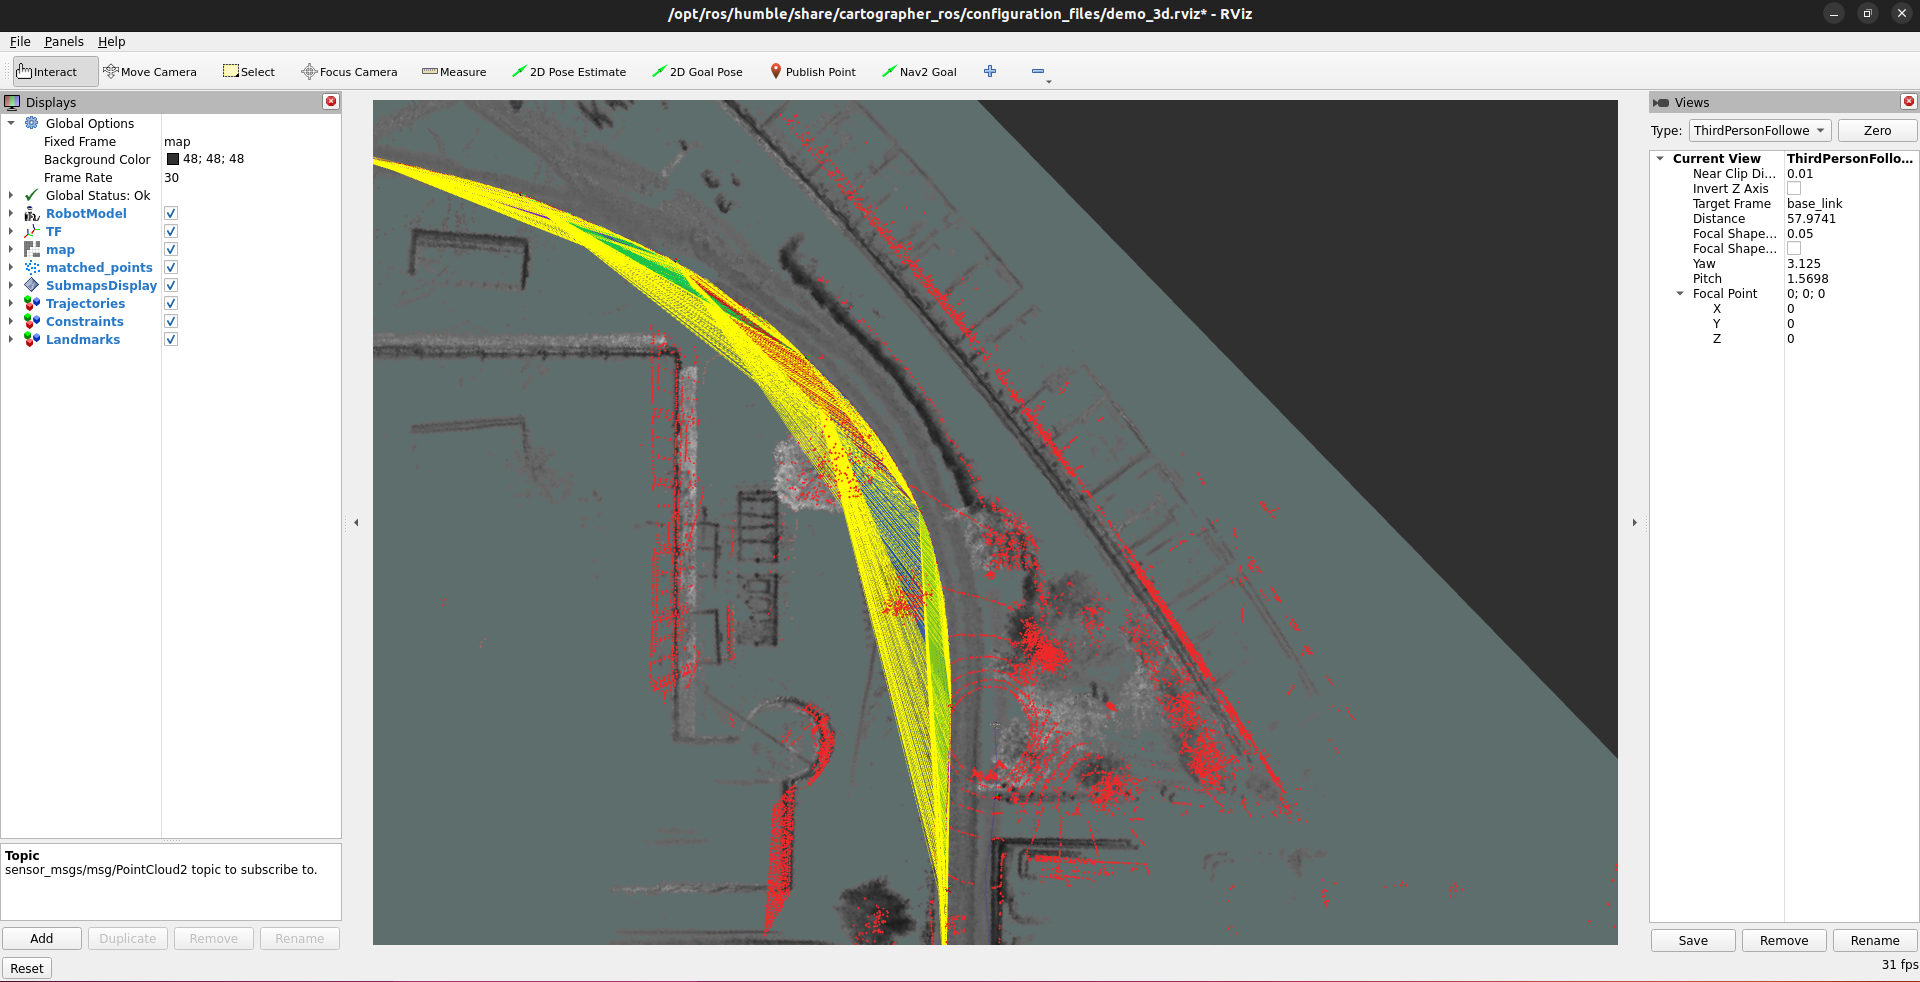 /opt/ros/humble/share/cartographer_ros/configuration_files/demo_3d.rviz* - RViz
File Panels Help
Interact Move Camera Select Focus Camera Measure 2D Pose Estimate 2D Goal Pose Publish Point Nav2 Goal
Displays
Global Options
Fixed Frame map
Background Color 48; 48; 48
Frame Rate 30
Global Status: Ok
RobotModel
TF
map
matched_points
SubmapsDisplay
Trajectories
Constraints
Landmarks
Topic
sensor_msgs/msg/PointCloud2 topic to subscribe to.
Add Duplicate Remove Rename
Reset
Views
Type: ThirdPersonFollowe Zero
Current View ThirdPersonFollo...
Near Clip Di... 0.01
Invert Z Axis
Target Frame base_link
Distance 57.9741
Focal Shape... 0.05
Focal Shape...
Yaw 3.125
Pitch 1.5698
Focal Point 0; 0; 0
X 0
Y 0
Z 0
Save Remove Rename
31 fps